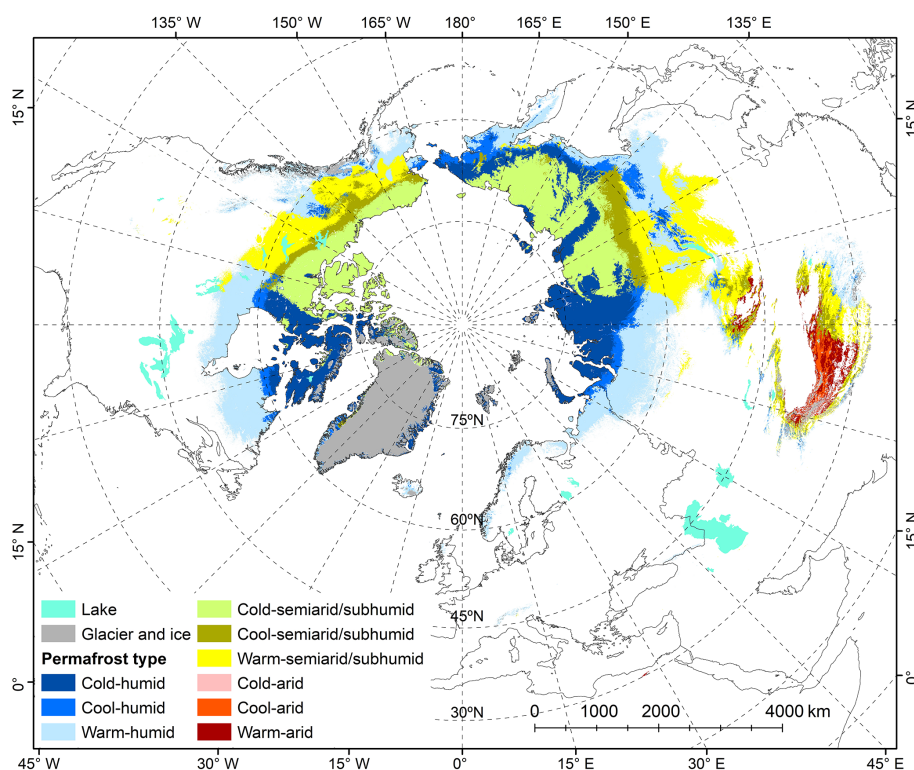 135° W 150° W 165° W 180° 165° E 150° E 135° E
15° N 15° N
75°N
60°N
45°N
30°N
15° N 15° N
0° 0°
Lake
Glacier and ice
Permafrost type
Cold-humid
Cool-humid
Warm-humid
Cold-semiarid/subhumid
Cool-semiarid/subhumid
Warm-semiarid/subhumid
Cold-arid
Cool-arid
Warm-arid
0 1000 2000 4000 km
45° W 30° W 15° W 0° 15° E 30° E 45° E